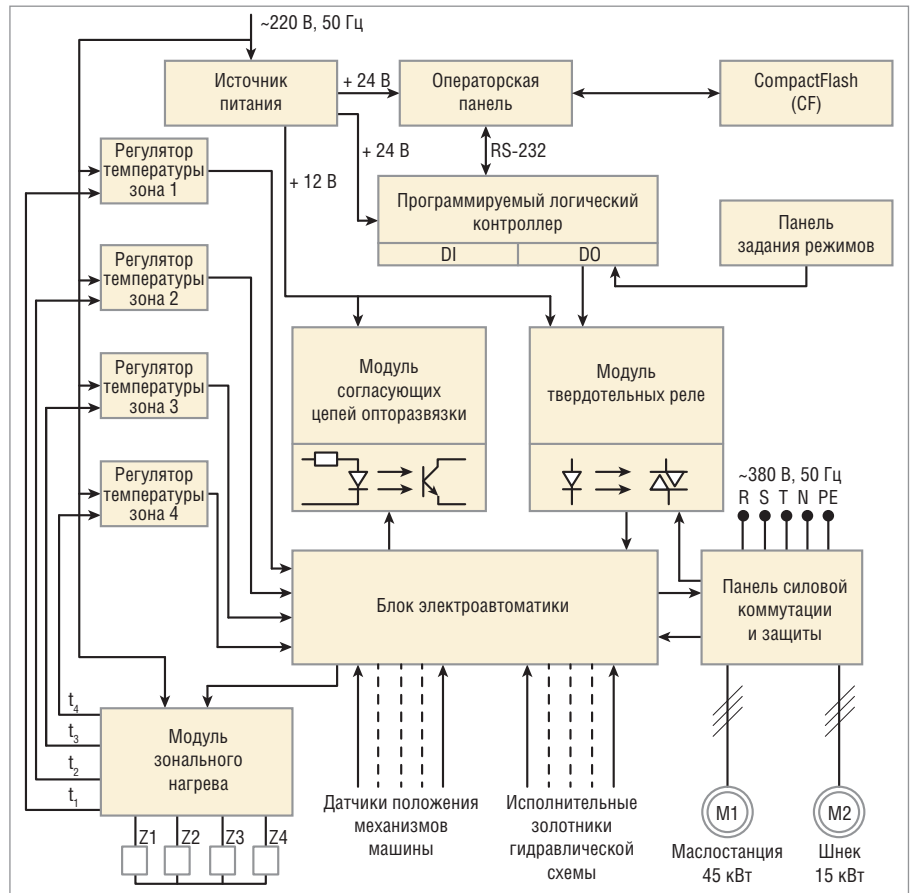 ~220 В, 50 Гц
Источник
питания
+ 24 В
Операторская
панель
CompactFlash
(CF)
Регулятор
температуры
зона 1
+ 24 В
RS-232
+ 12 В
Программируемый логический
контроллер
DI
DO
Панель
задания режимов
Регулятор
температуры
зона 2
Регулятор
температуры
зона 3
Модуль
согласующих
цепей опторазвязки
Модуль
твердотельных реле
Регулятор
температуры
зона 4
~380 В, 50 Гц
R S T N PE
Блок электроавтоматики
Панель силовой
коммутации
и защиты
t4
t3
t2
t1
Модуль
зонального
нагрева
Z1 Z2 Z3 Z4
Датчики положения
механизмов
машины
Исполнительные
золотники
гидравлической
схемы
M1
Маслостанция
45 кВт
M2
Шнек
15 кВт